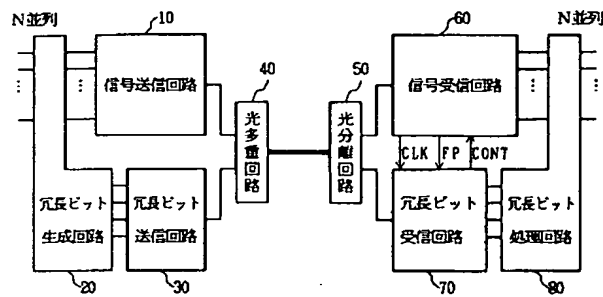 N並列
10
信号送信回路
40
光多重回路
50
光分離回路
60
信号受信回路
N並列
CLK
FP
CONT
冗長ビット
生成回路
20
冗長ビット
送信回路
30
冗長ビット
受信回路
70
冗長ビット
処理回路
80